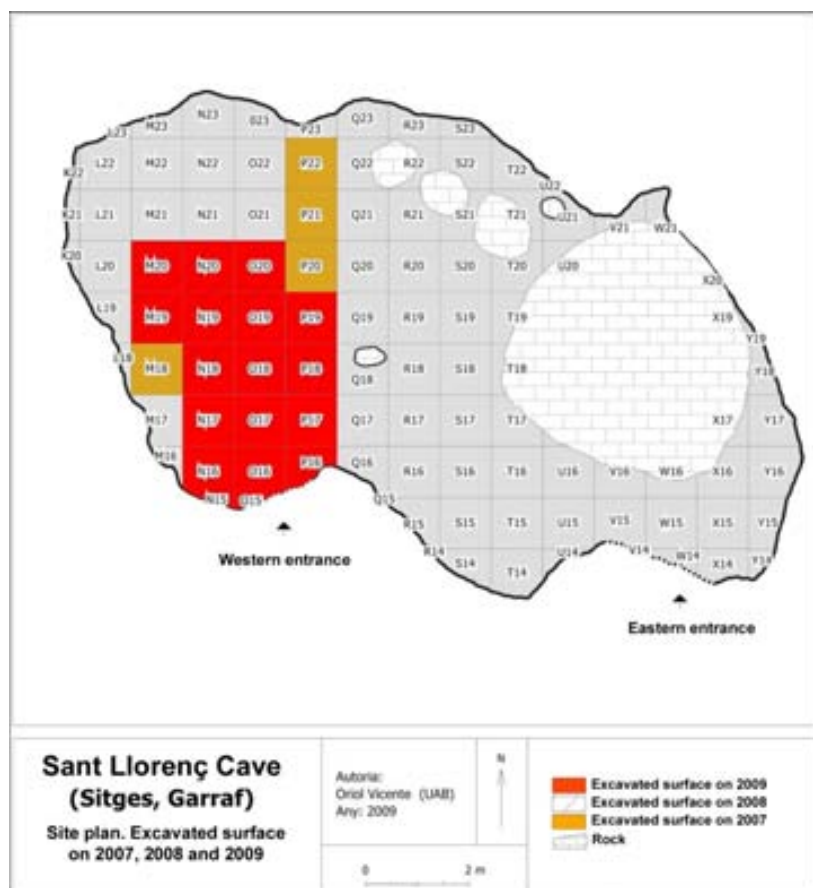 L23 M23 N23 O23 P23 Q23 R23 S23
K22 L22 M22 N22 O22 P22 Q22 R22 S22 T22 U22
K21 L21 M21 N21 O21 P21 Q21 R21 S21 T21 U21 V21 W21
K20 L20 M20 N20 O20 P20 Q20 R20 S20 T20 U20 X20
L19 M19 N19 O19 P19 Q19 R19 S19 T19 X19 Y19
L18 M18 N18 O18 P18 Q18 R18 S18 T18 Y18
M17 N17 O17 P17 Q17 R17 S17 T17 X17 Y17
M16 N16 O16 P16 Q16 R16 S16 T16 U16 V16 W16 X16 Y16
N15 O15 Q15 R15 S15 T15 U15 V15 W15 X15 Y15
R14 S14 T14 U14 V14 W14 X14 Y14
Western entrance
Eastern entrance
Sant Llorenç Cave
(Sitges, Garraf)
Site plan. Excavated surface
on 2007, 2008 and 2009
Autoria:
Oriol Vicente (UAB)
Any: 2009
N
0 2 m
Excavated surface on 2009
Excavated surface on 2008
Excavated surface on 2007
Rock